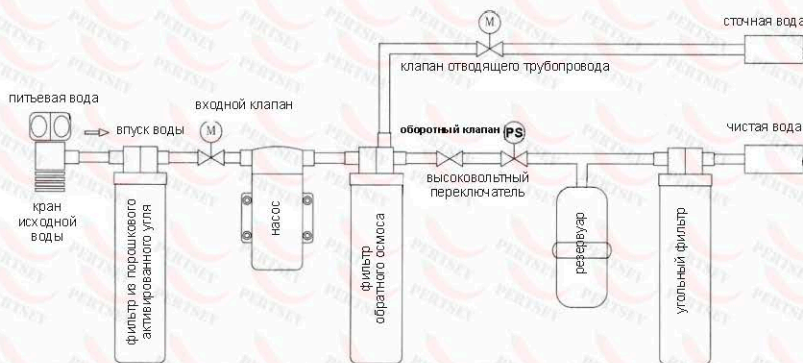 сточная вода
M
клапан отводящего трубопровода
питьевая вода
входной клапан
впуск воды
M
оборотный клапан
PS
чистая вода
высоковольтный
переключатель
кран
исходной
воды
фильтр из порошкового
активированного угля
насос
фильтр
обратного осмоса
резервуар
угольный фильтр
PERTSEY